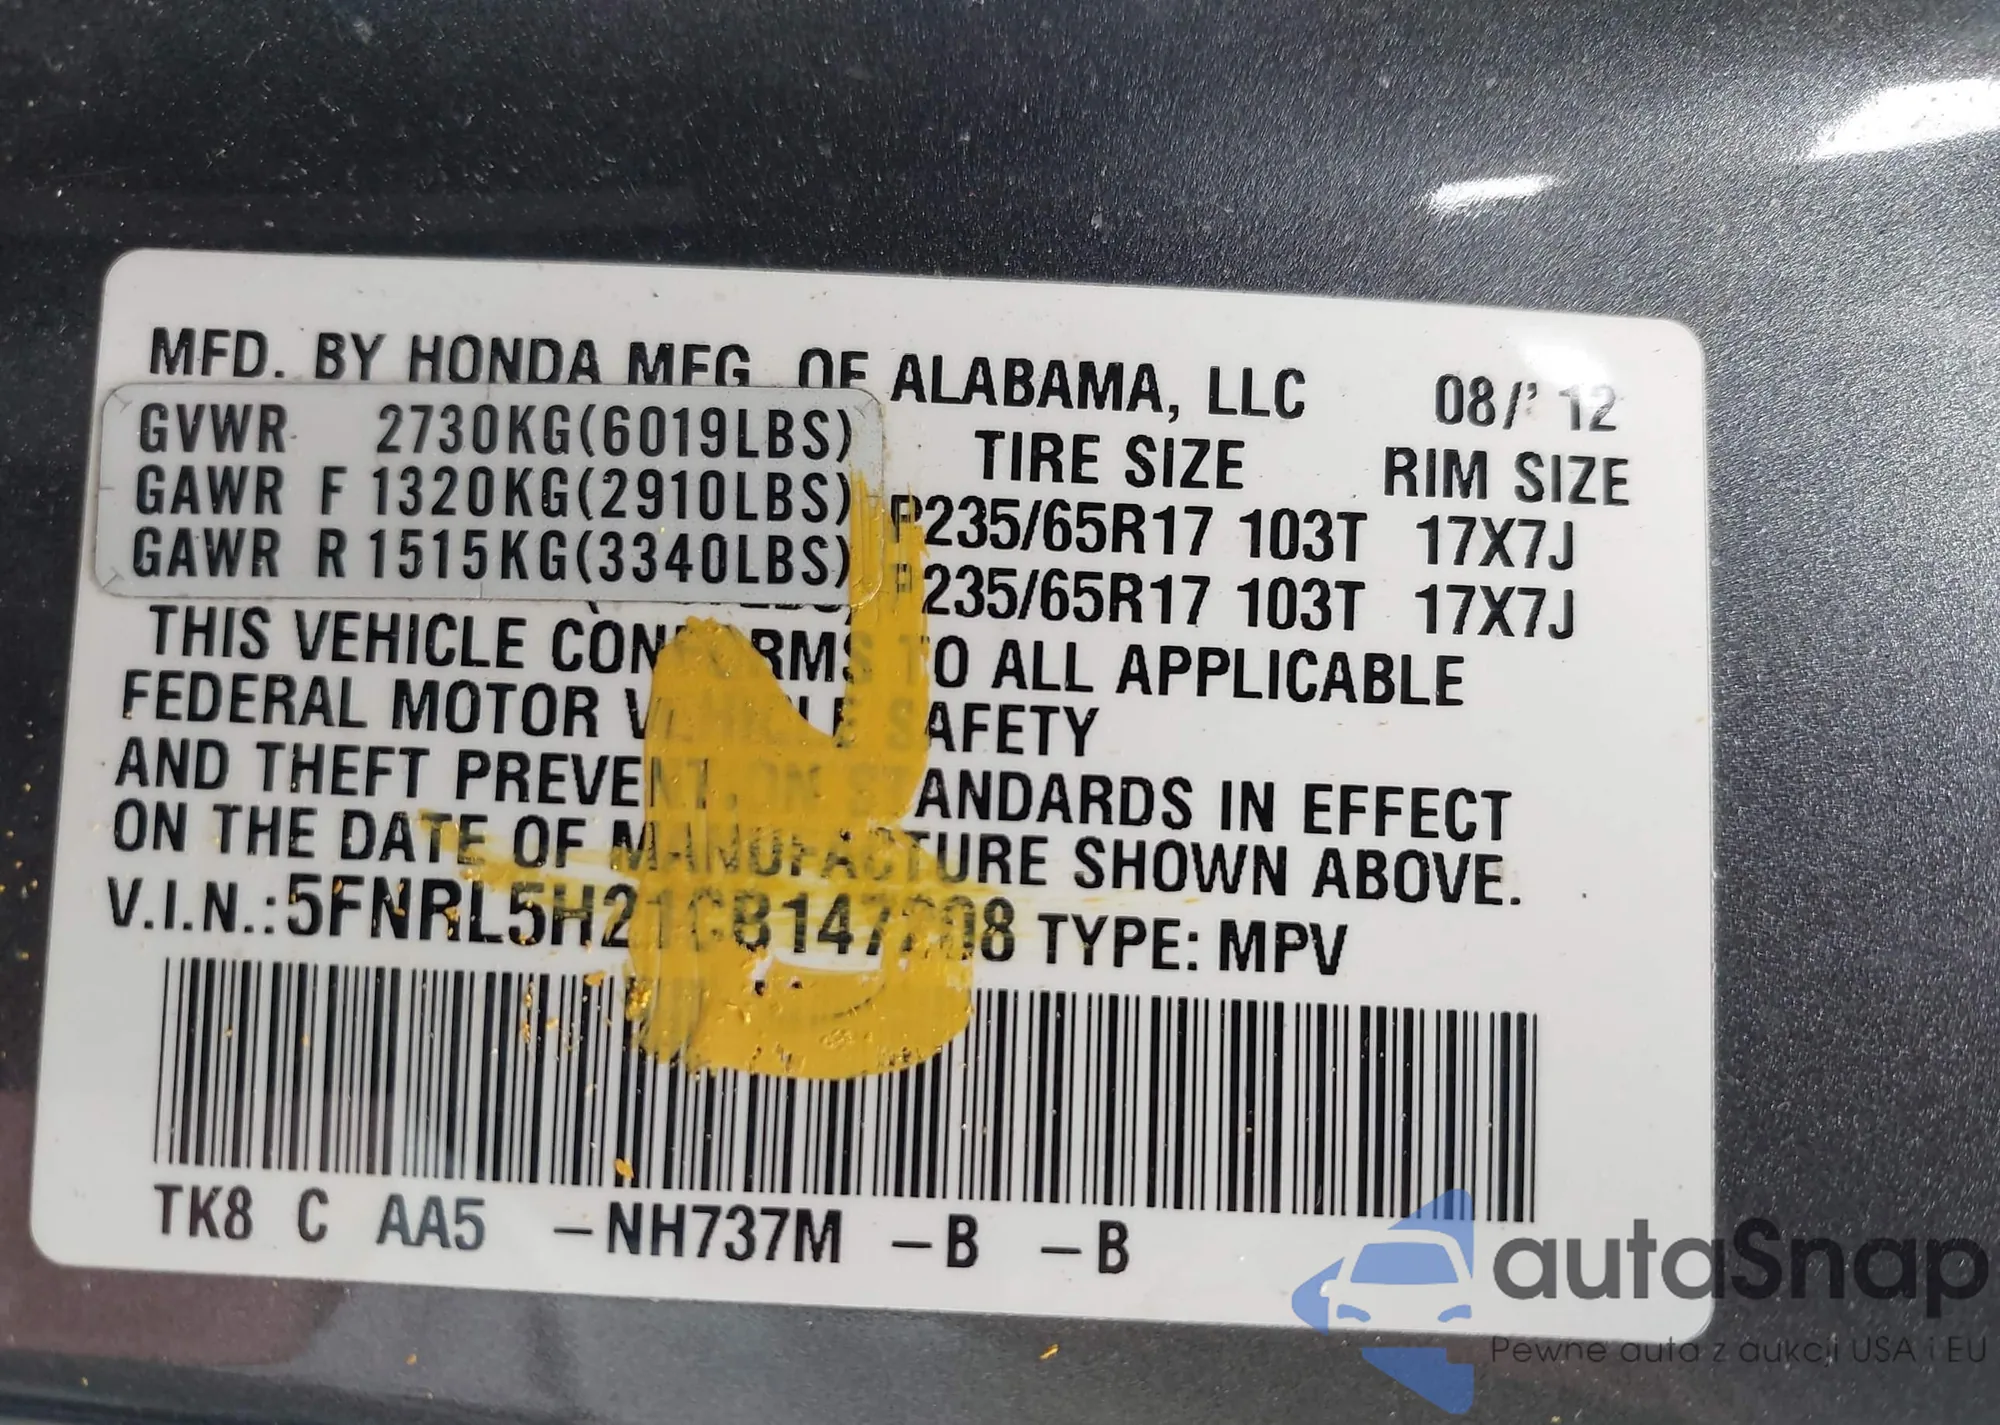 MFD. BY HONDA MFG. OF ALABAMA, LLC 08/' 12
GVWR 2730KG(6019LBS) TIRE SIZE RIM SIZE
GAWR F 1320KG(2910LBS) P235/65R17 103T 17X7J
GAWR R 1515KG(3340LBS) P235/65R17 103T 17X7J
THIS VEHICLE CONFORMS TO ALL APPLICABLE
FEDERAL MOTOR VEHICLE SAFETY
AND THEFT PREVENTION STANDARDS IN EFFECT
ON THE DATE OF MANUFACTURE SHOWN ABOVE.
V.I.N.: TYPE: MPV
TK8 C AA5 –NH737M –B –B
autaSnap
Pewne auta z aukcji USA i EU